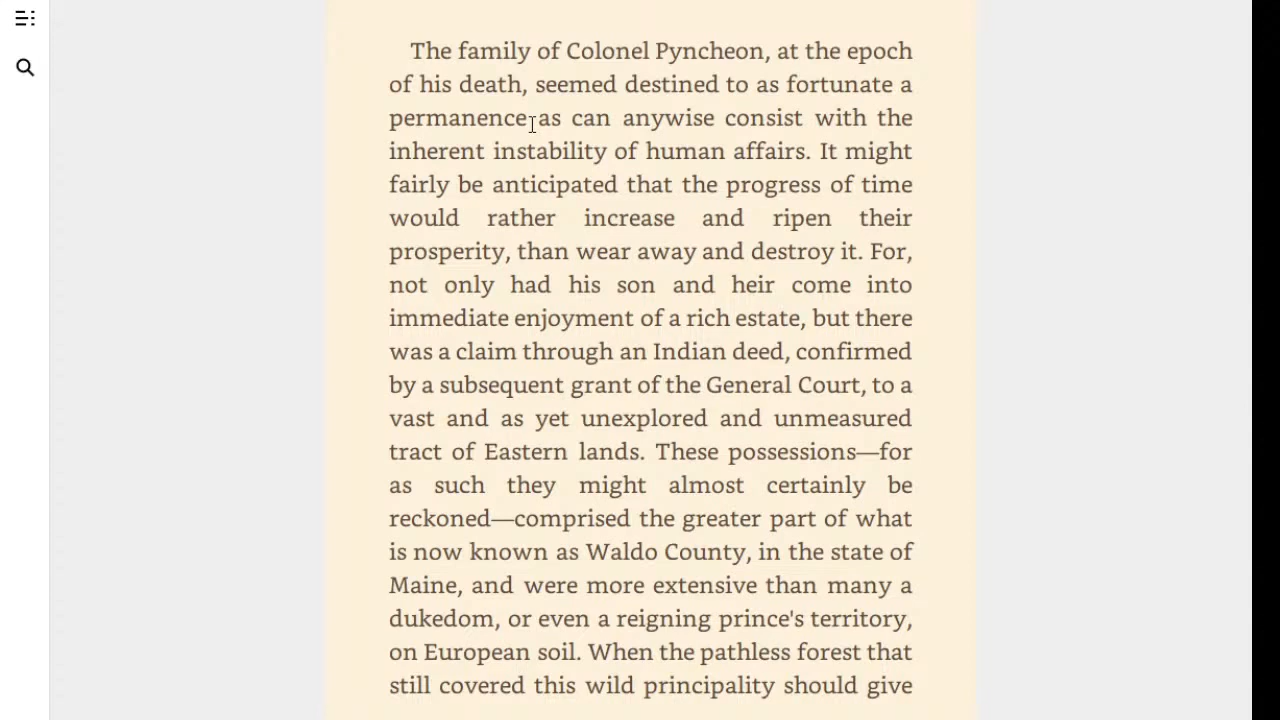 The family of Colonel Pyncheon, at the epoch
of his death, seemed destined to as fortunate a
permanence as can anywise consist with the
inherent instability of human affairs. It might
fairly be anticipated that the progress of time
would rather increase and ripen their
prosperity, than wear away and destroy it. For,
not only had his son and heir come into
immediate enjoyment of a rich estate, but there
was a claim through an Indian deed, confirmed
by a subsequent grant of the General Court, to a
vast and as yet unexplored and unmeasured
tract of Eastern lands. These possessions—for
as such they might almost certainly be
reckoned—comprised the greater part of what
is now known as Waldo County, in the state of
Maine, and were more extensive than many a
dukedom, or even a reigning prince's territory,
on European soil. When the pathless forest that
still covered this wild principality should give